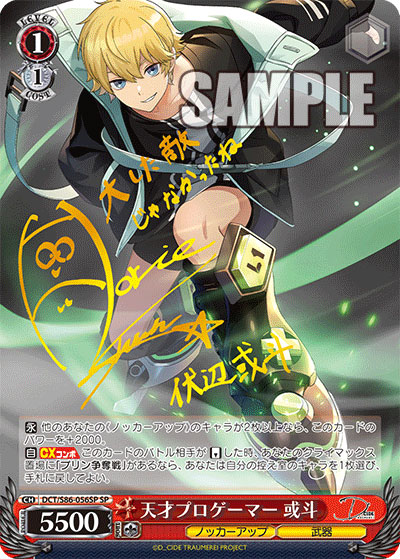 LEVEL
1
1
COST
SAMPLE
大した敵
じゃなかったね
L1
伏辺 或斗
永 他のあなたの《ノッカーアップ》のキャラが2枚以上なら、このカードの
パワーを+2000。
自 CXコンボ このカードのバトル相手が した時、あなたのクライマックス
置場に「プリン争奪戦」があるなら、あなたは自分の控え室のキャラを1枚選び、
手札に戻してよい。
CH DCT/S86-056SP SP
POWER 5500
天才プロゲーマー 或斗
ノッカーアップ 武器
©D_CIDE TRAUMEREI PROJECT